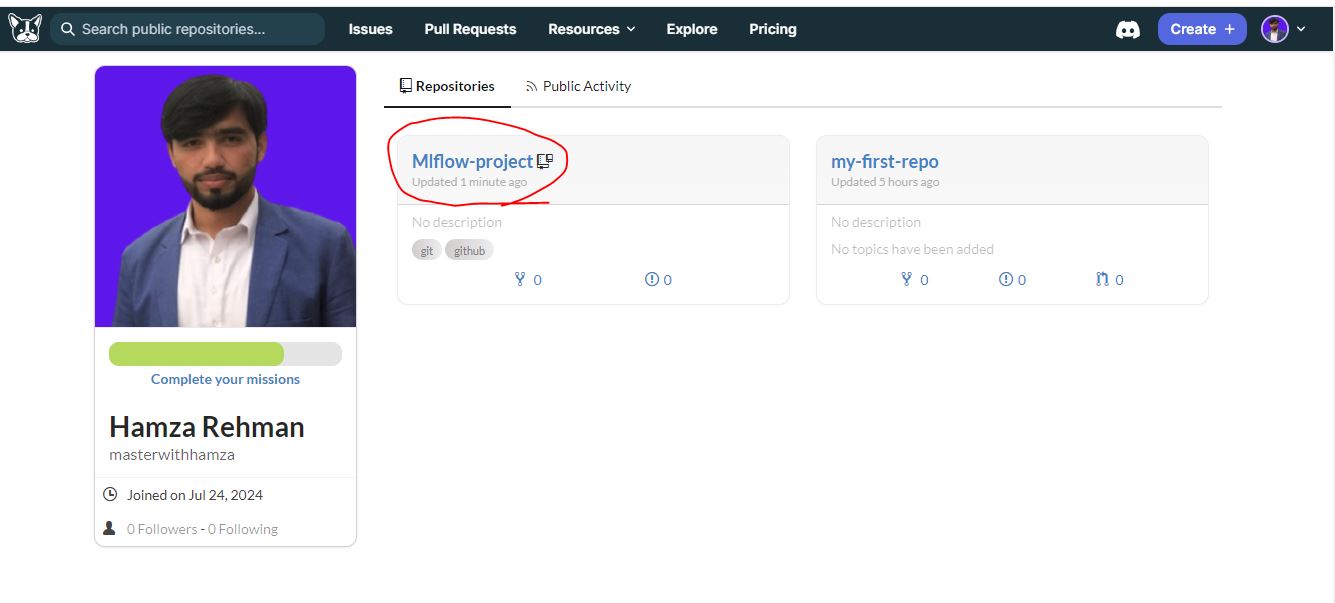 Search public repositories...
Issues
Pull Requests
Resources
Explore
Pricing
Create +
Repositories
Public Activity
Mlflow-project
Updated 1 minute ago
No description
git
github
0
0
my-first-repo
Updated 5 hours ago
No description
No topics have been added
0
0
0
Complete your missions
Hamza Rehman
masterwithhamza
Joined on Jul 24, 2024
0 Followers - 0 Following